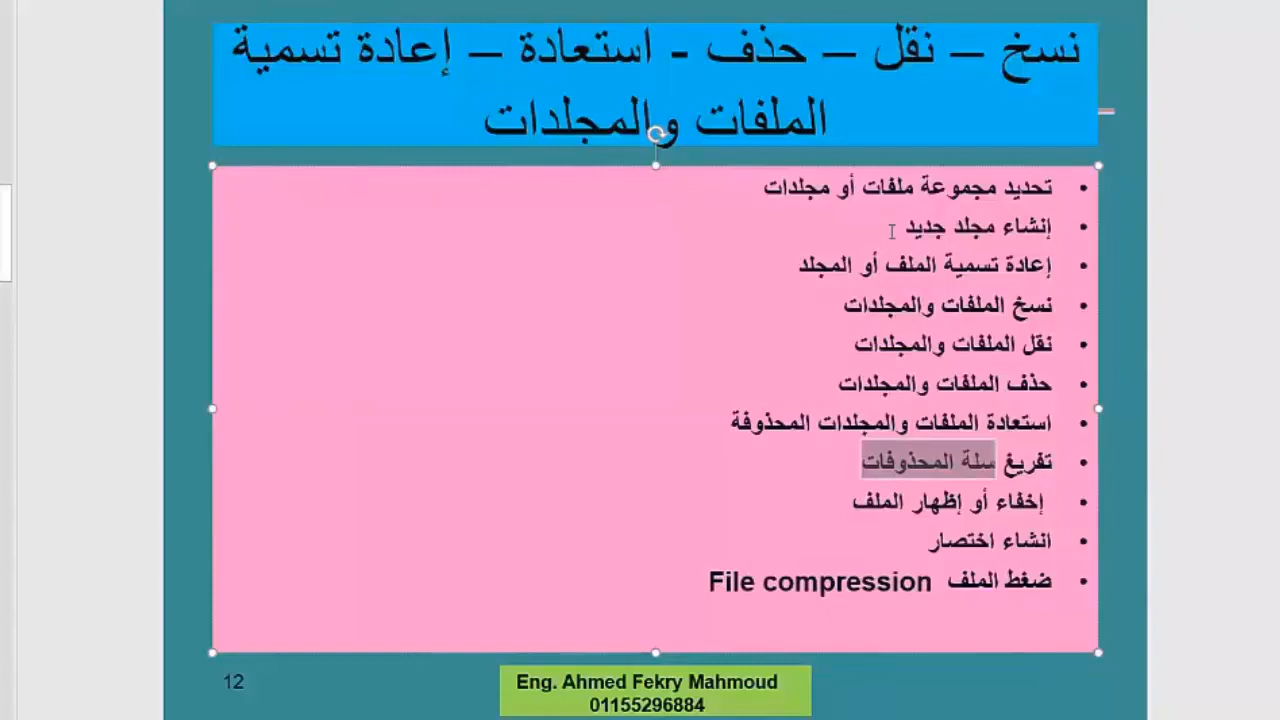 نسخ – نقل – حذف - استعادة – إعادة تسمية
الملفات والمجلدات
• تحديد مجموعة ملفات أو مجلدات
• إنشاء مجلد جديد
• إعادة تسمية الملف أو المجلد
• نسخ الملفات والمجلدات
• نقل الملفات والمجلدات
• حذف الملفات والمجلدات
• استعادة الملفات والمجلدات المحذوفة
• تفريغ سلة المحذوفات
• إخفاء أو إظهار الملف
• انشاء اختصار
• ضغط الملف File compression
12
Eng. Ahmed Fekry Mahmoud
01155296884